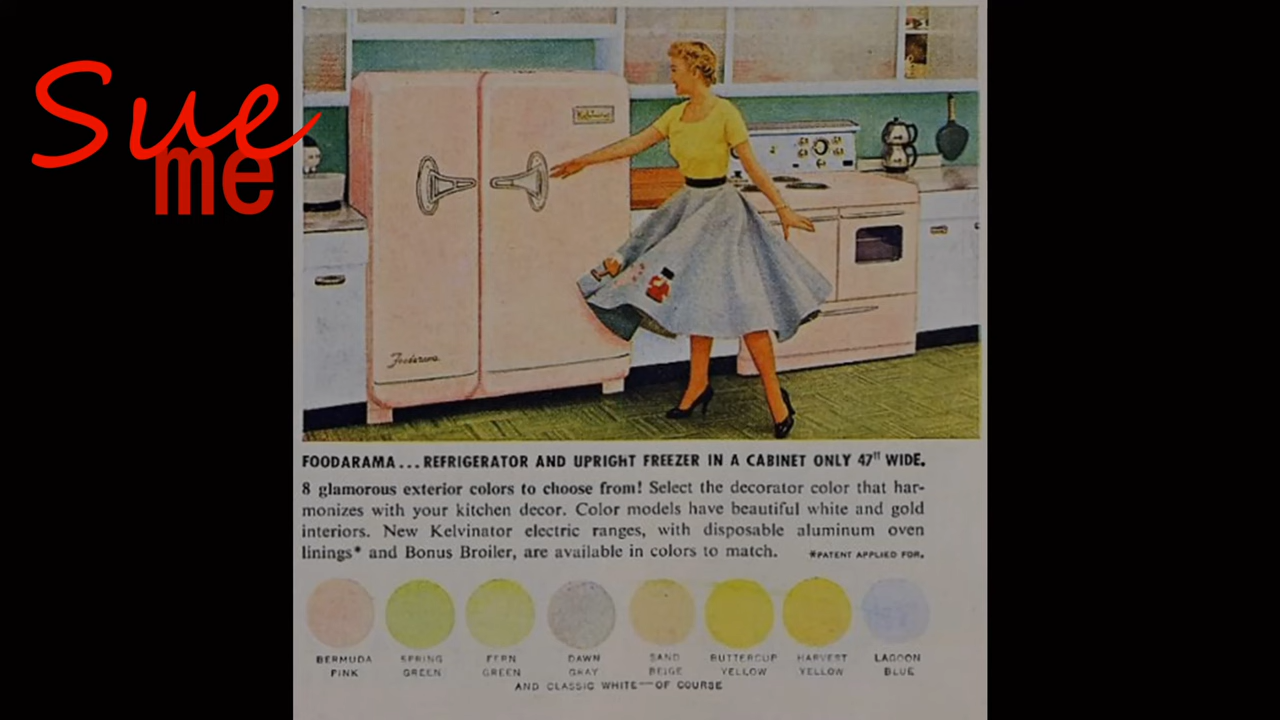 Sue
me
Kelvinator
Foodarama
FOODARAMA...REFRIGERATOR AND UPRIGHT FREEZER IN A CABINET ONLY 47" WIDE.
8 glamorous exterior colors to choose from! Select the decorator color that har-
monizes with your kitchen decor. Color models have beautiful white and gold
interiors. New Kelvinator electric ranges, with disposable aluminum oven
linings* and Bonus Broiler, are available in colors to match. *PATENT APPLIED FOR.
BERMUDA PINK
SPRING GREEN
FERN GREEN
DAWN GRAY
SAND BEIGE
BUTTERCUP YELLOW
HARVEST YELLOW
LAGOON BLUE
AND CLASSIC WHITE—OF COURSE